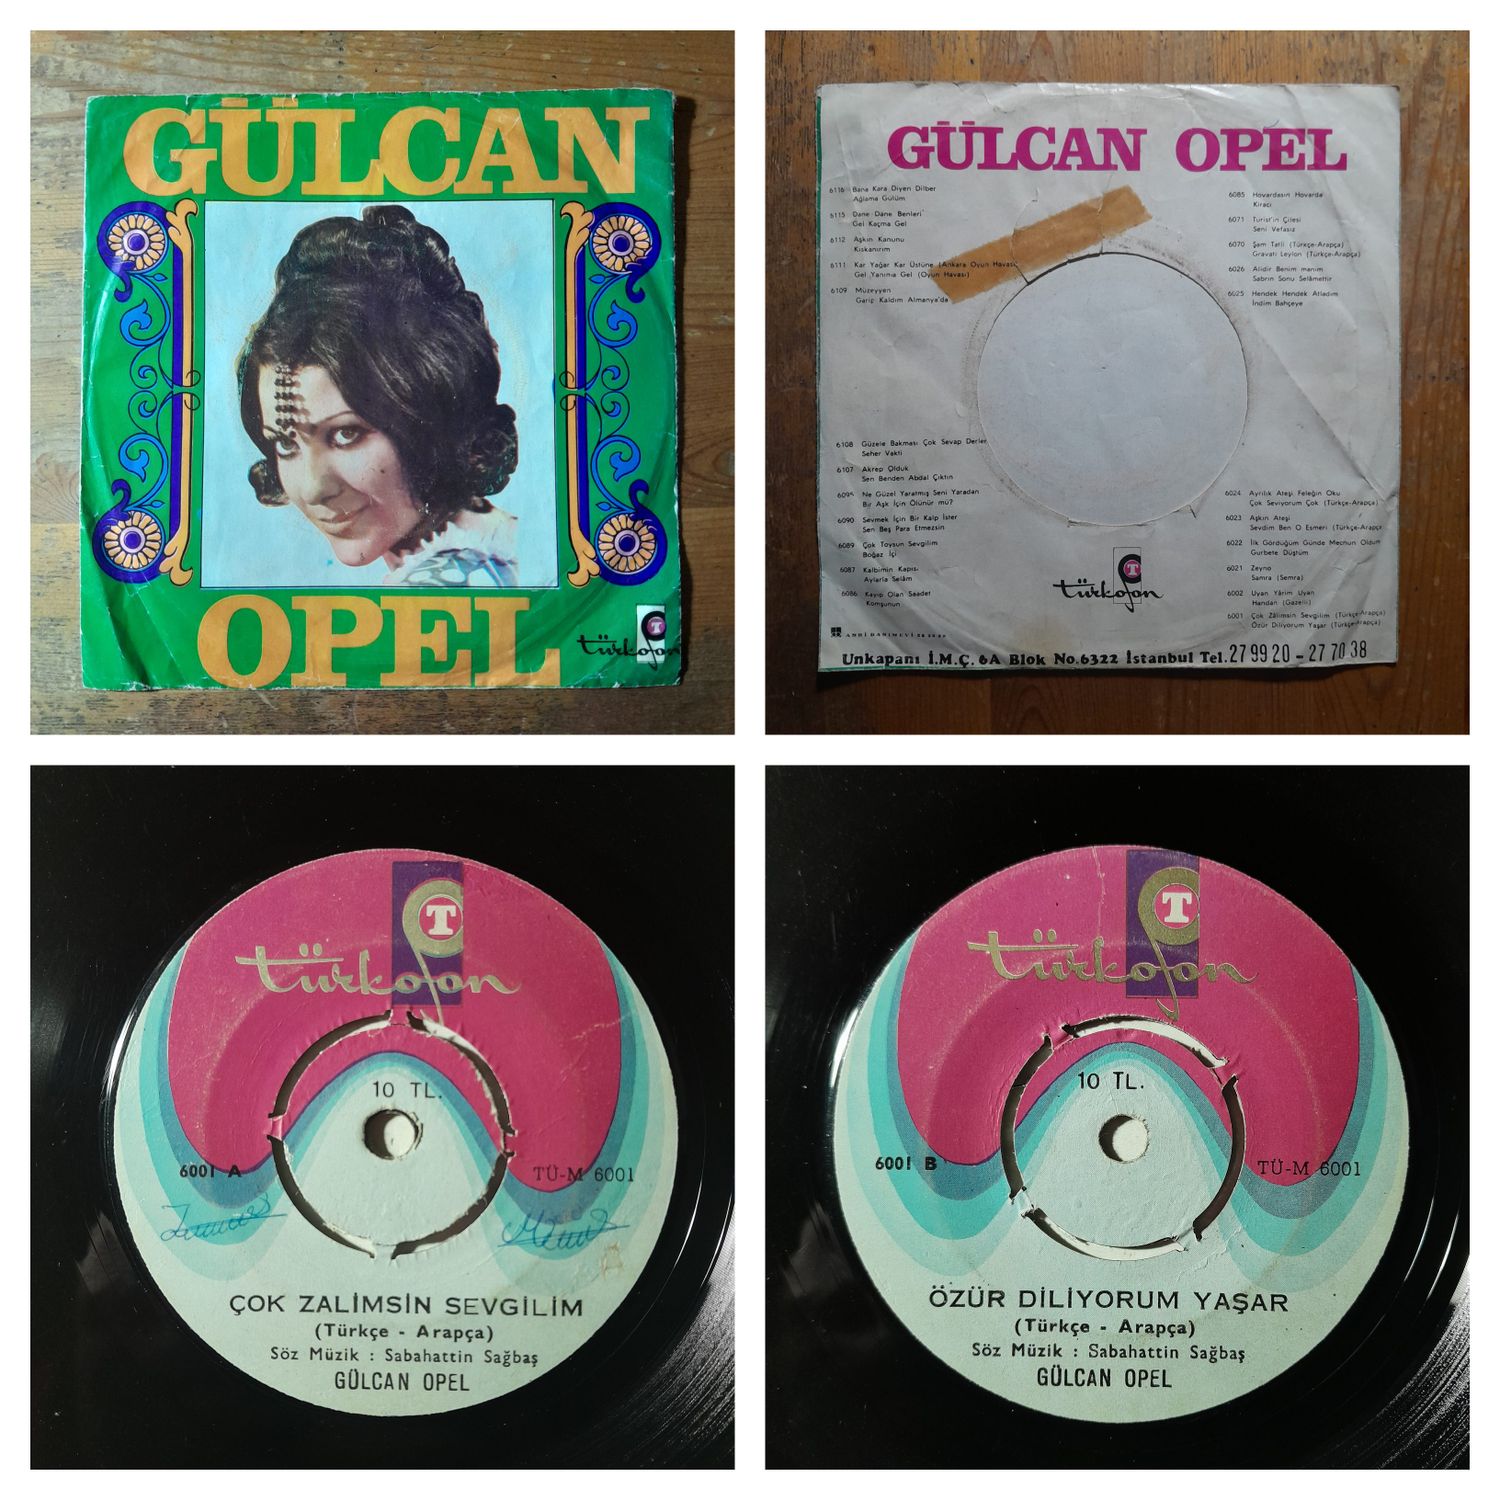 GÜLCAN
OPEL
türkofon
T
GÜLCAN OPEL
6116 Bana Kara Diyen Dilber
Ağlama Gülüm
6115 Dane Dane Benleri
Gel Kaçma Gel
6112 Aşkın Kanunu
Kıskanırım
6111 Kar Yağar Kar Üstüne (Ankara Oyun Havası)
Gel Yanıma Gel (Oyun Havası)
6109 Müzeyyen
Garip Kaldım Almanya'da
6108 Güzele Bakması Çok Sevap Derler
Seher Vakti
6107 Akrep Olduk
Sen Benden Abdal Çıktın
6095 Ne Güzel Yaratmış Seni Yaradan
Bir Aşk İçin Ölünür mü?
6090 Sevmek İçin Bir Kalp İster
Sen Beş Para Etmezsin
6089 Çok Toysun Sevgilim
Boğaz İçi
6087 Kalbimin Kapısı
Aylarla Selâm
6086 Kayıp Olan Saadet
Komşunun
6085 Hovardasın Hovarda
Kiracı
6071 Turist'in Çilesi
Seni Vefasız
6070 Şam Tatlı (Türkçe-Arapça)
Gravatı Leylon (Türkçe-Arapça)
6026 Alidir Benim manim
Sabrın Sonu Selâmettir
6025 Hendek Hendek Atladım
İndim Bahçeye
6024 Ayrılık Ateşi Feleğin Oku
Çok Seviyorum Çok (Türkçe-Arapça)
6023 Aşkın Ateşi
Sevdim Ben O Esmeri (Türkçe-Arapça
6022 İlk Gördüğüm Günde Mecnun Oldum
Gurbete Düştüm
6021 Zeyno
Samra (Semra)
6002 Uyan Yârim Uyan
Handan (Gazelli)
6001 Çok Zâlimsin Sevgilim (Türkçe-Arapça)
Özür Diliyorum Yaşar (Türkçe-Arapça)
T
türkofon
Unkapanı İ.M.Ç. 6A Blok No.6322 İstanbul Tel.27 99 20 - 27 70 38
T
türkofon
10 TL.
6001 A TÜ-M 6001
ÇOK ZALİMSİN SEVGİLİM
(Türkçe - Arapça)
Söz Müzik : Sabahattin Sağbaş
GÜLCAN OPEL
T
türkofon
10 TL.
6001 B TÜ-M 6001
ÖZÜR DİLİYORUM YAŞAR
(Türkçe - Arapça)
Söz Müzik : Sabahattin Sağbaş
GÜLCAN OPEL